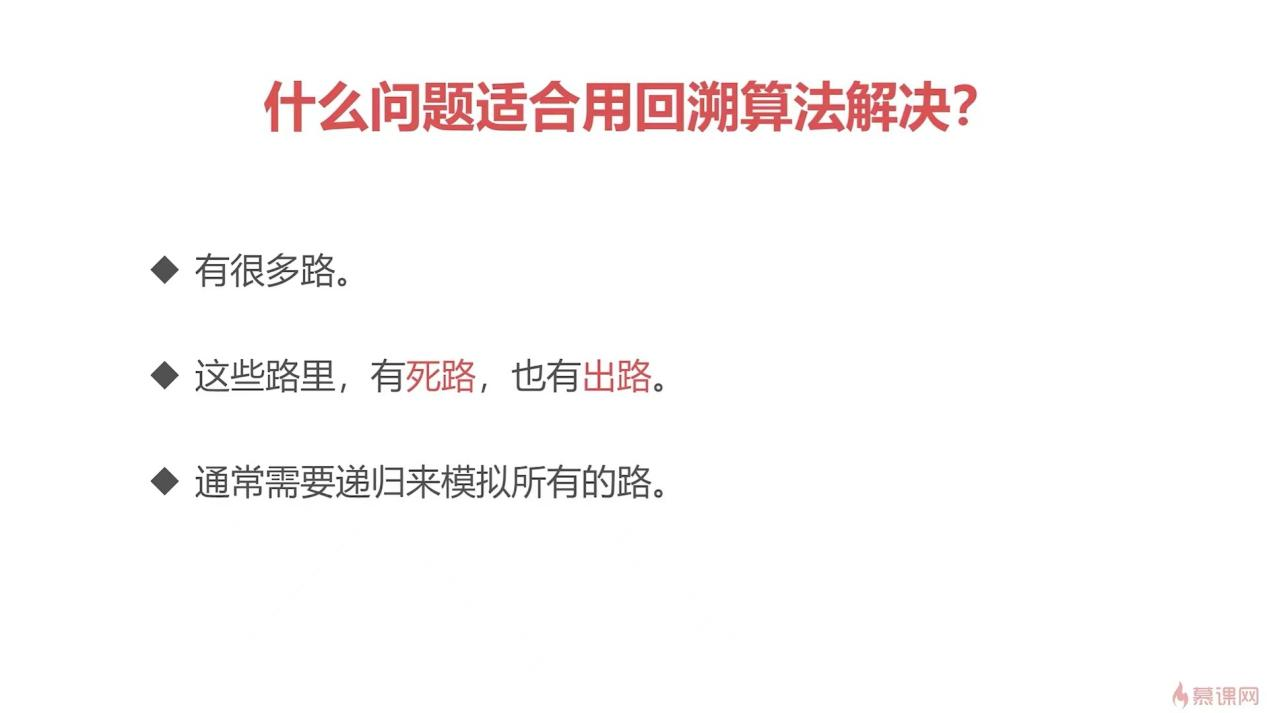 什么问题适合用回溯算法解决？
◆ 有很多路。
◆ 这些路里，有死路，也有出路。
◆ 通常需要递归来模拟所有的路。
慕课网